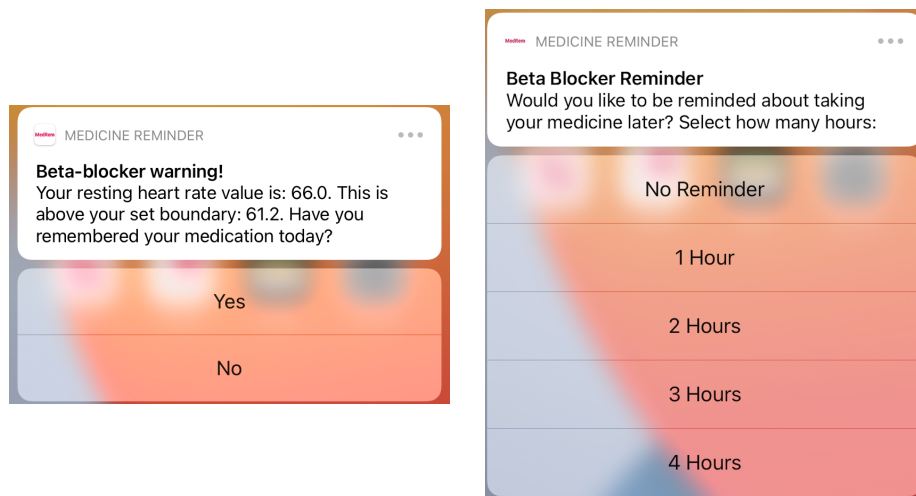 MedRem MEDICINE REMINDER
Beta-blocker warning!
Your resting heart rate value is: 66.0. This is
above your set boundary: 61.2. Have you
remembered your medication today?
Yes
No
MedRem MEDICINE REMINDER
Beta Blocker Reminder
Would you like to be reminded about taking
your medicine later? Select how many hours:
No Reminder
1 Hour
2 Hours
3 Hours
4 Hours